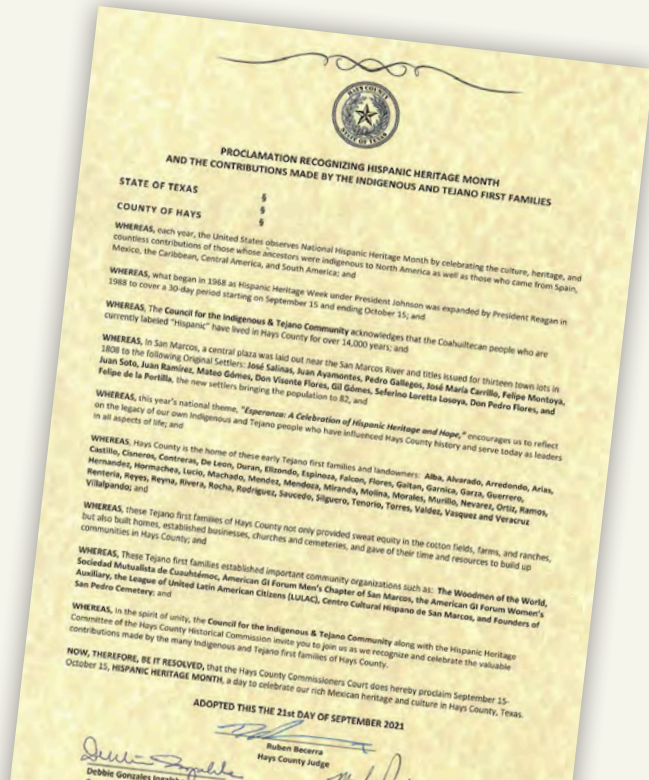 HAYS COUNTY
STATE OF TEXAS
PROCLAMATION RECOGNIZING HISPANIC HERITAGE MONTH
AND THE CONTRIBUTIONS MADE BY THE INDIGENOUS AND TEJANO FIRST FAMILIES
STATE OF TEXAS §
§
COUNTY OF HAYS §
WHEREAS, each year, the United States observes National Hispanic Heritage Month by celebrating the culture, heritage, and
countless contributions of those whose ancestors were indigenous to North America as well as those who came from Spain,
Mexico, the Caribbean, Central America, and South America; and
WHEREAS, what began in 1968 as Hispanic Heritage Week under President Johnson was expanded by President Reagan in
1988 to cover a 30-day period starting on September 15 and ending October 15; and
WHEREAS, The Council for the Indigenous & Tejano Community acknowledges that the Coahuiltecan people who are
currently labeled "Hispanic" have lived in Hays County for over 14,000 years; and
WHEREAS, In San Marcos, a central plaza was laid out near the San Marcos River and titles issued for thirteen town lots in
1808 to the following Original Settlers: José Salinas, Juan Ayamontes, Pedro Gallegos, José María Carrillo, Felipe Montoya,
Juan Soto, Juan Ramirez, Mateo Gómes, Don Visente Flores, Gil Gómes, Seferino Loretta Losoya, Don Pedro Flores, and
Felipe de la Portilla, the new settlers bringing the population to 82, and
WHEREAS, this year's national theme, "Esperanza: A Celebration of Hispanic Heritage and Hope," encourages us to reflect
on the legacy of our own Indigenous and Tejano people who have influenced Hays County history and serve today as leaders
in all aspects of life; and
WHEREAS, Hays County is the home of these early Tejano first families and landowners: Alba, Alvarado, Arredondo, Arias,
Castillo, Cisneros, Contreras, De Leon, Duran, Elizondo, Espinoza, Falcon, Flores, Gaitan, Garnica, Garza, Guerrero,
Hernandez, Hormachea, Lucio, Machado, Mendez, Mendoza, Miranda, Molina, Morales, Murillo, Nevarez, Ortiz, Ramos,
Renteria, Reyes, Reyna, Rivera, Rocha, Rodriguez, Saucedo, Silguero, Tenorio, Torres, Valdez, Vasquez and Veracruz
Villalpando; and
WHEREAS, these Tejano first families of Hays County not only provided sweat equity in the cotton fields, farms, and ranches,
but also built homes, established businesses, churches and cemeteries, and gave of their time and resources to build up
communities in Hays County; and
WHEREAS, These Tejano first families established important community organizations such as: The Woodmen of the World,
Sociedad Mutualista de Cuauhtémoc, American GI Forum Men's Chapter of San Marcos, the American GI Forum Women's
Auxiliary, the League of United Latin American Citizens (LULAC), Centro Cultural Hispano de San Marcos, and Founders of
San Pedro Cemetery; and
WHEREAS, In the spirit of unity, the Council for the Indigenous & Tejano Community along with the Hispanic Heritage
Committee of the Hays County Historical Commission invite you to join us as we recognize and celebrate the valuable
contributions made by the many Indigenous and Tejano first families of Hays County.
NOW, THEREFORE, BE IT RESOLVED, that the Hays County Commissioners Court does hereby proclaim September 15-
October 15, HISPANIC HERITAGE MONTH, a day to celebrate our rich Mexican heritage and culture in Hays County, Texas.
ADOPTED THIS THE 21st DAY OF SEPTEMBER 2021
Ruben Becerra
Hays County Judge
Debbie Gonzales